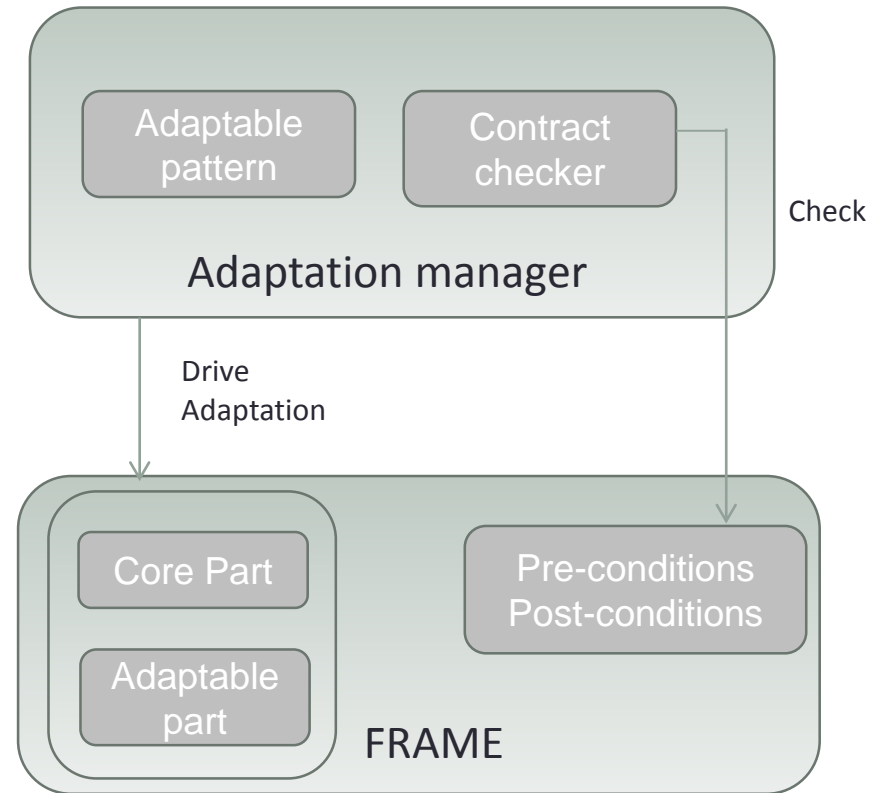 Adaptable
pattern
Contract
checker
Check
Adaptation manager
Drive
Adaptation
Core Part
Pre-conditions
Post-conditions
Adaptable
part
FRAME